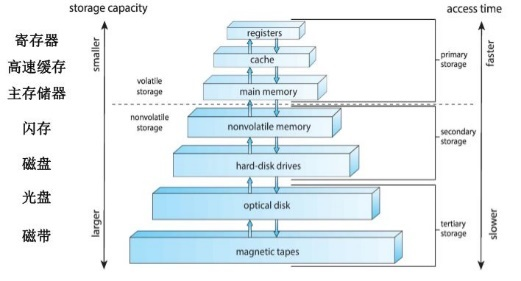 storage capacity
access time
smaller
faster
寄存器
registers
高速缓存
cache
primary
storage
主存储器
volatile
storage
main memory
闪存
nonvolatile
storage
nonvolatile memory
secondary
storage
磁盘
hard-disk drives
光盘
optical disk
磁带
magnetic tapes
tertiary
storage
larger
slower